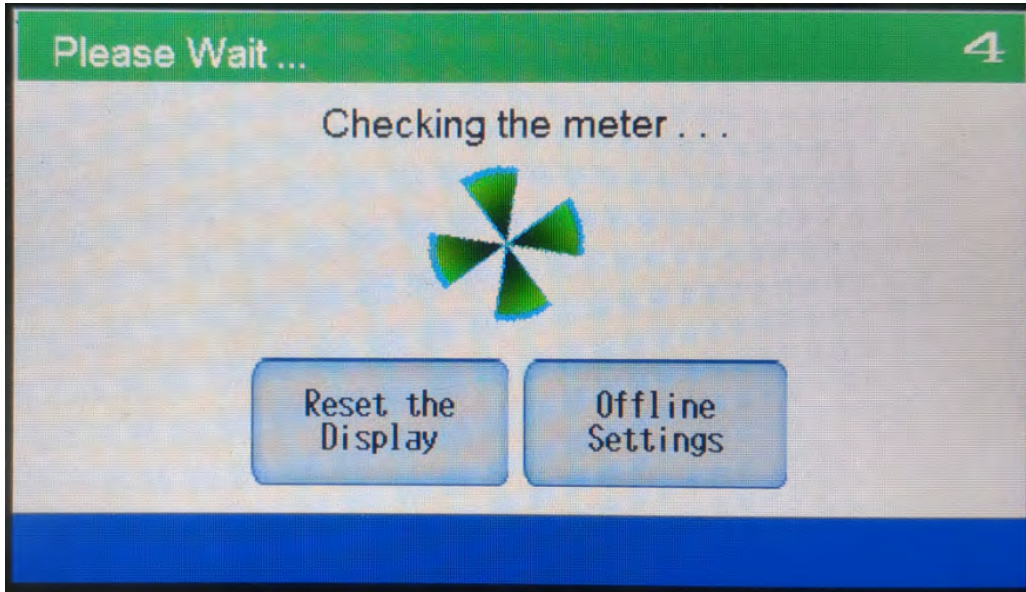 Please Wait ...
4
Checking the meter . . .
Reset the
Display
Offline
Settings